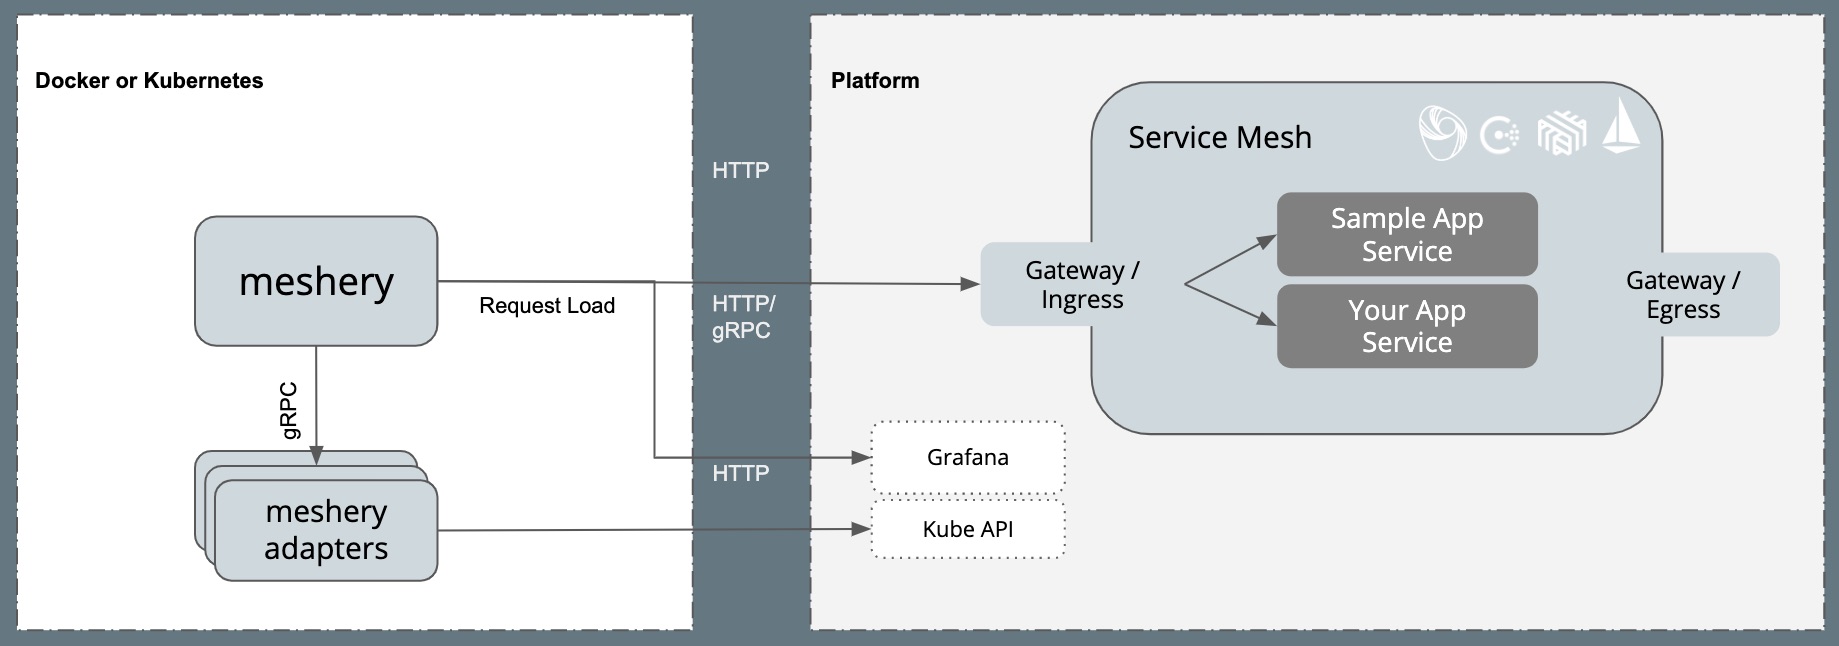 Docker or Kubernetes
Platform
Service Mesh
HTTP
Sample App
Service
meshery
Gateway /
Ingress
Gateway /
Egress
Request Load
HTTP/
gRPC
Your App
Service
gRPC
Grafana
HTTP
meshery
adapters
Kube API